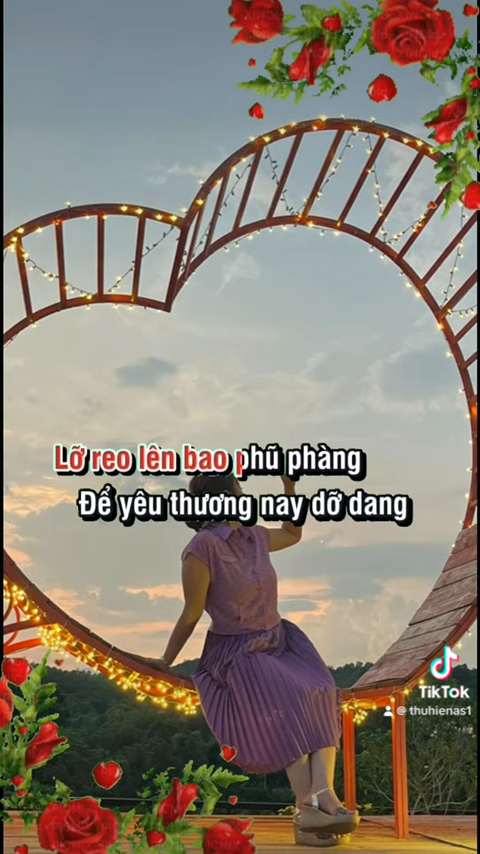 Lỡ reo lên bao phũ phàng
Để yêu thương nay dỡ dang
TikTok
@ thuhienas1